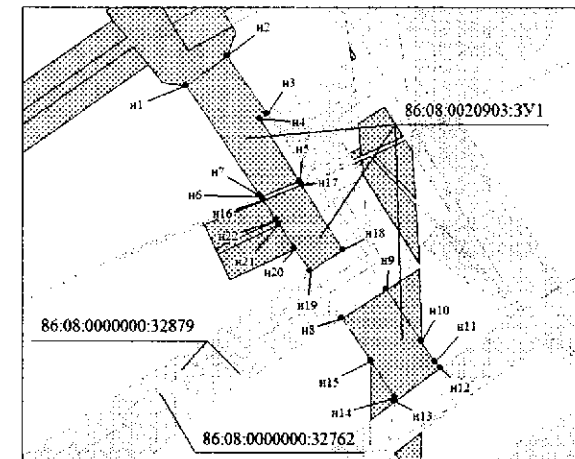 н2
н1
н3
н4
86:08:0020903:ЗУ1
н5
н7
н17
н6
н16
н22
н18
н21
н20
н9
н19
н8
н10
86:08:0000000:32879
н11
н15
н12
н14
н13
86:08:0000000:32762